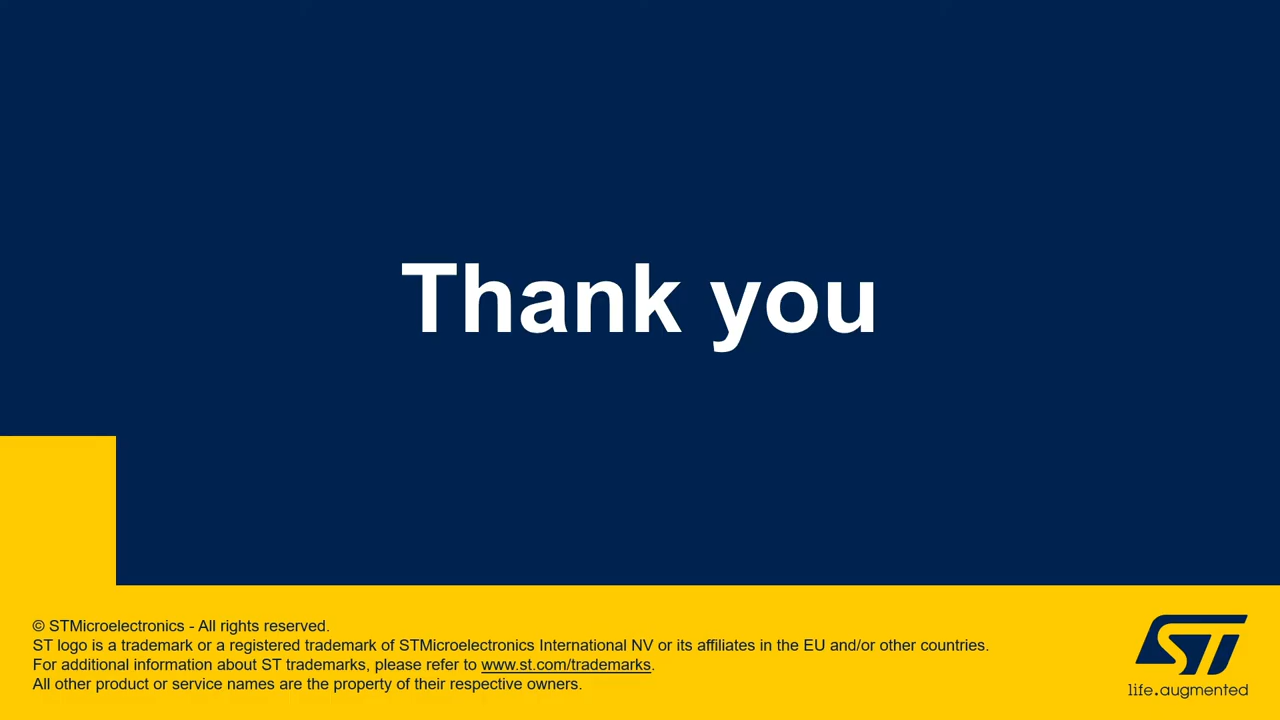 Thank you
© STMicroelectronics - All rights reserved.
ST logo is a trademark or a registered trademark of STMicroelectronics International NV or its affiliates in the EU and/or other countries.
For additional information about ST trademarks, please refer to www.st.com/trademarks.
All other product or service names are the property of their respective owners.
ST
life.augmented